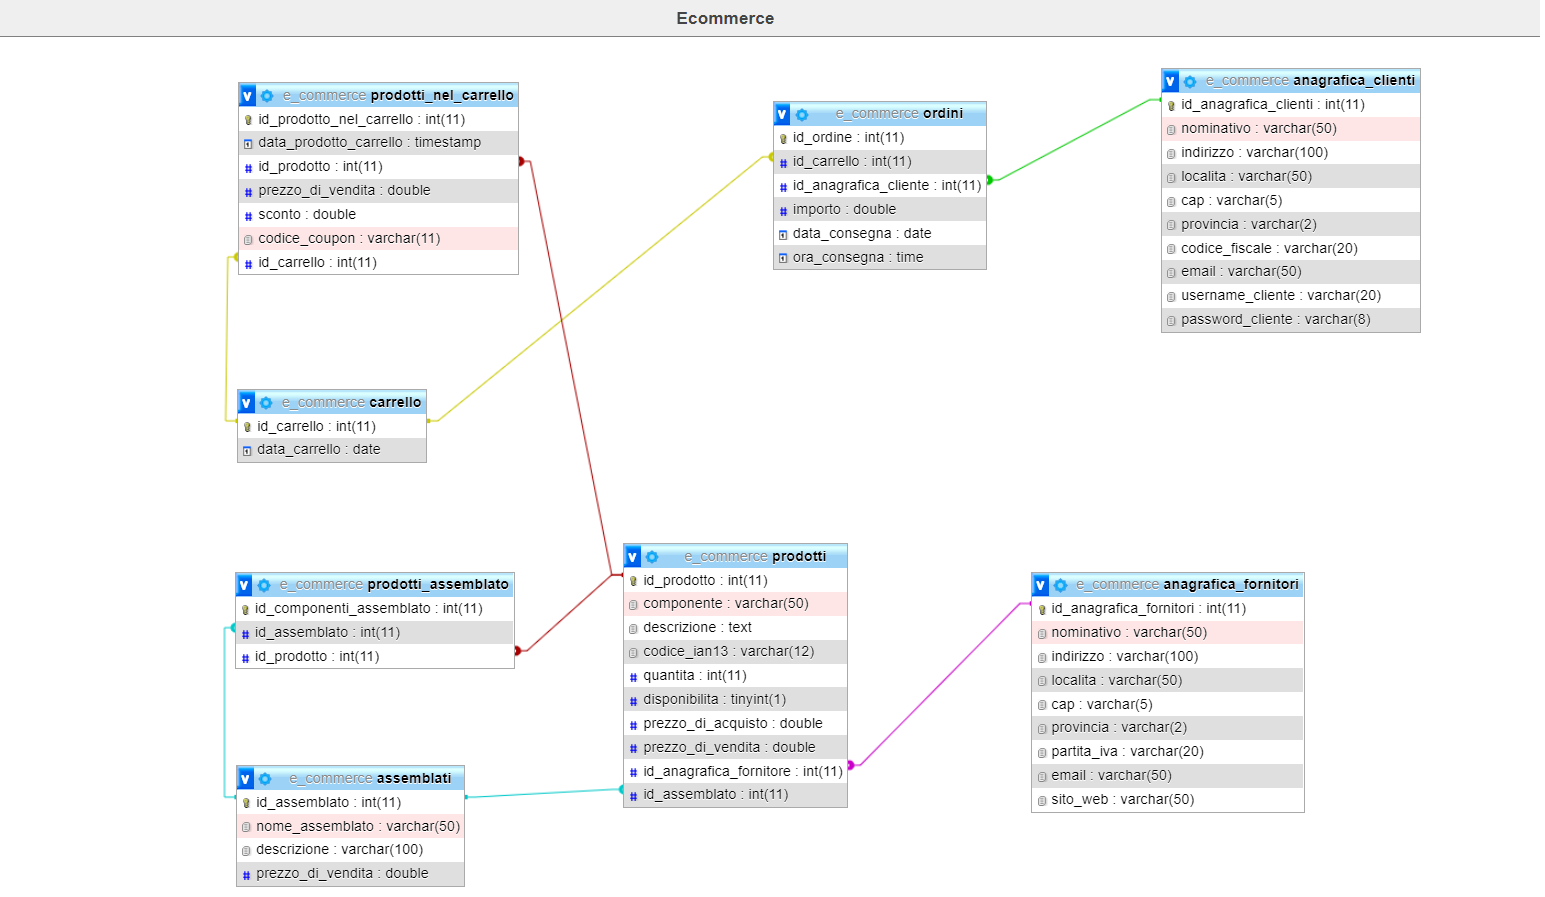 Ecommerce
e_commerce prodotti_nel_carrello
id_prodotto_nel_carrello : int(11)
data_prodotto_carrello : timestamp
id_prodotto : int(11)
prezzo_di_vendita : double
sconto : double
codice_coupon : varchar(11)
id_carrello : int(11)
e_commerce ordini
id_ordine : int(11)
id_carrello : int(11)
id_anagrafica_cliente : int(11)
importo : double
data_consegna : date
ora_consegna : time
e_commerce anagrafica_clienti
id_anagrafica_clienti : int(11)
nominativo : varchar(50)
indirizzo : varchar(100)
localita : varchar(50)
cap : varchar(5)
provincia : varchar(2)
codice_fiscale : varchar(20)
email : varchar(50)
username_cliente : varchar(20)
password_cliente : varchar(8)
e_commerce carrello
id_carrello : int(11)
data_carrello : date
e_commerce prodotti_assemblato
id_componenti_assemblato : int(11)
id_assemblato : int(11)
id_prodotto : int(11)
e_commerce prodotti
id_prodotto : int(11)
componente : varchar(50)
descrizione : text
codice_ian13 : varchar(12)
quantita : int(11)
disponibilita : tinyint(1)
prezzo_di_acquisto : double
prezzo_di_vendita : double
id_anagrafica_fornitore : int(11)
id_assemblato : int(11)
e_commerce anagrafica_fornitori
id_anagrafica_fornitori : int(11)
nominativo : varchar(50)
indirizzo : varchar(100)
localita : varchar(50)
cap : varchar(5)
provincia : varchar(2)
partita_iva : varchar(20)
email : varchar(50)
sito_web : varchar(50)
e_commerce assemblati
id_assemblato : int(11)
nome_assemblato : varchar(50)
descrizione : varchar(100)
prezzo_di_vendita : double